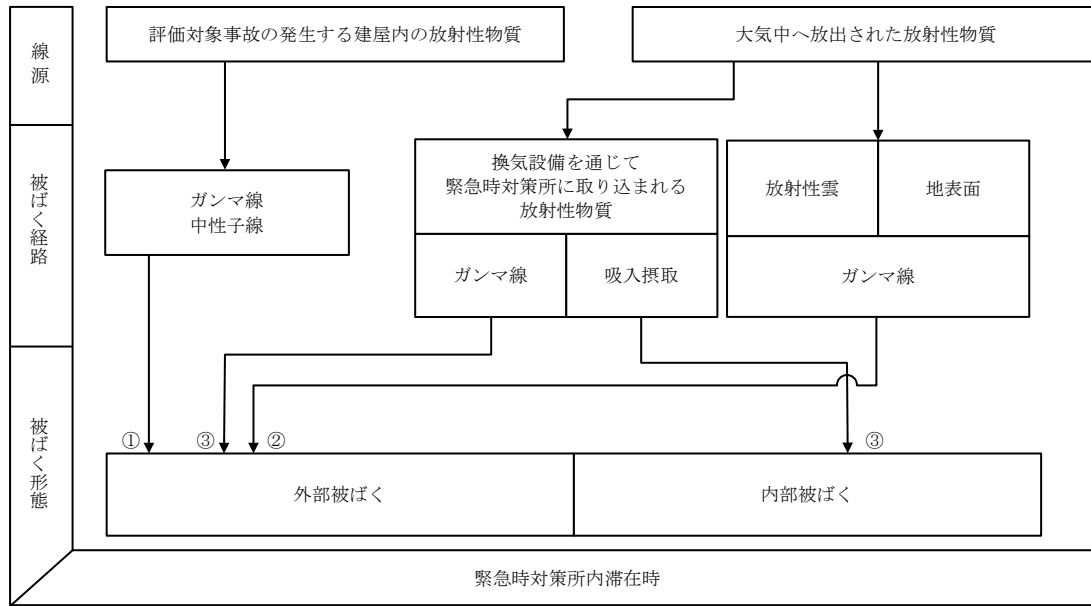 線源
評価対象事故の発生する建屋内の放射性物質
大気中へ放出された放射性物質
被ばく経路
ガンマ線
中性子線
換気設備を通じて
緊急時対策所に取り込まれる
放射性物質
ガンマ線
吸入摂取
放射性雲
地表面
ガンマ線
被ばく形態
①
③
②
③
外部被ばく
内部被ばく
緊急時対策所内滞在時